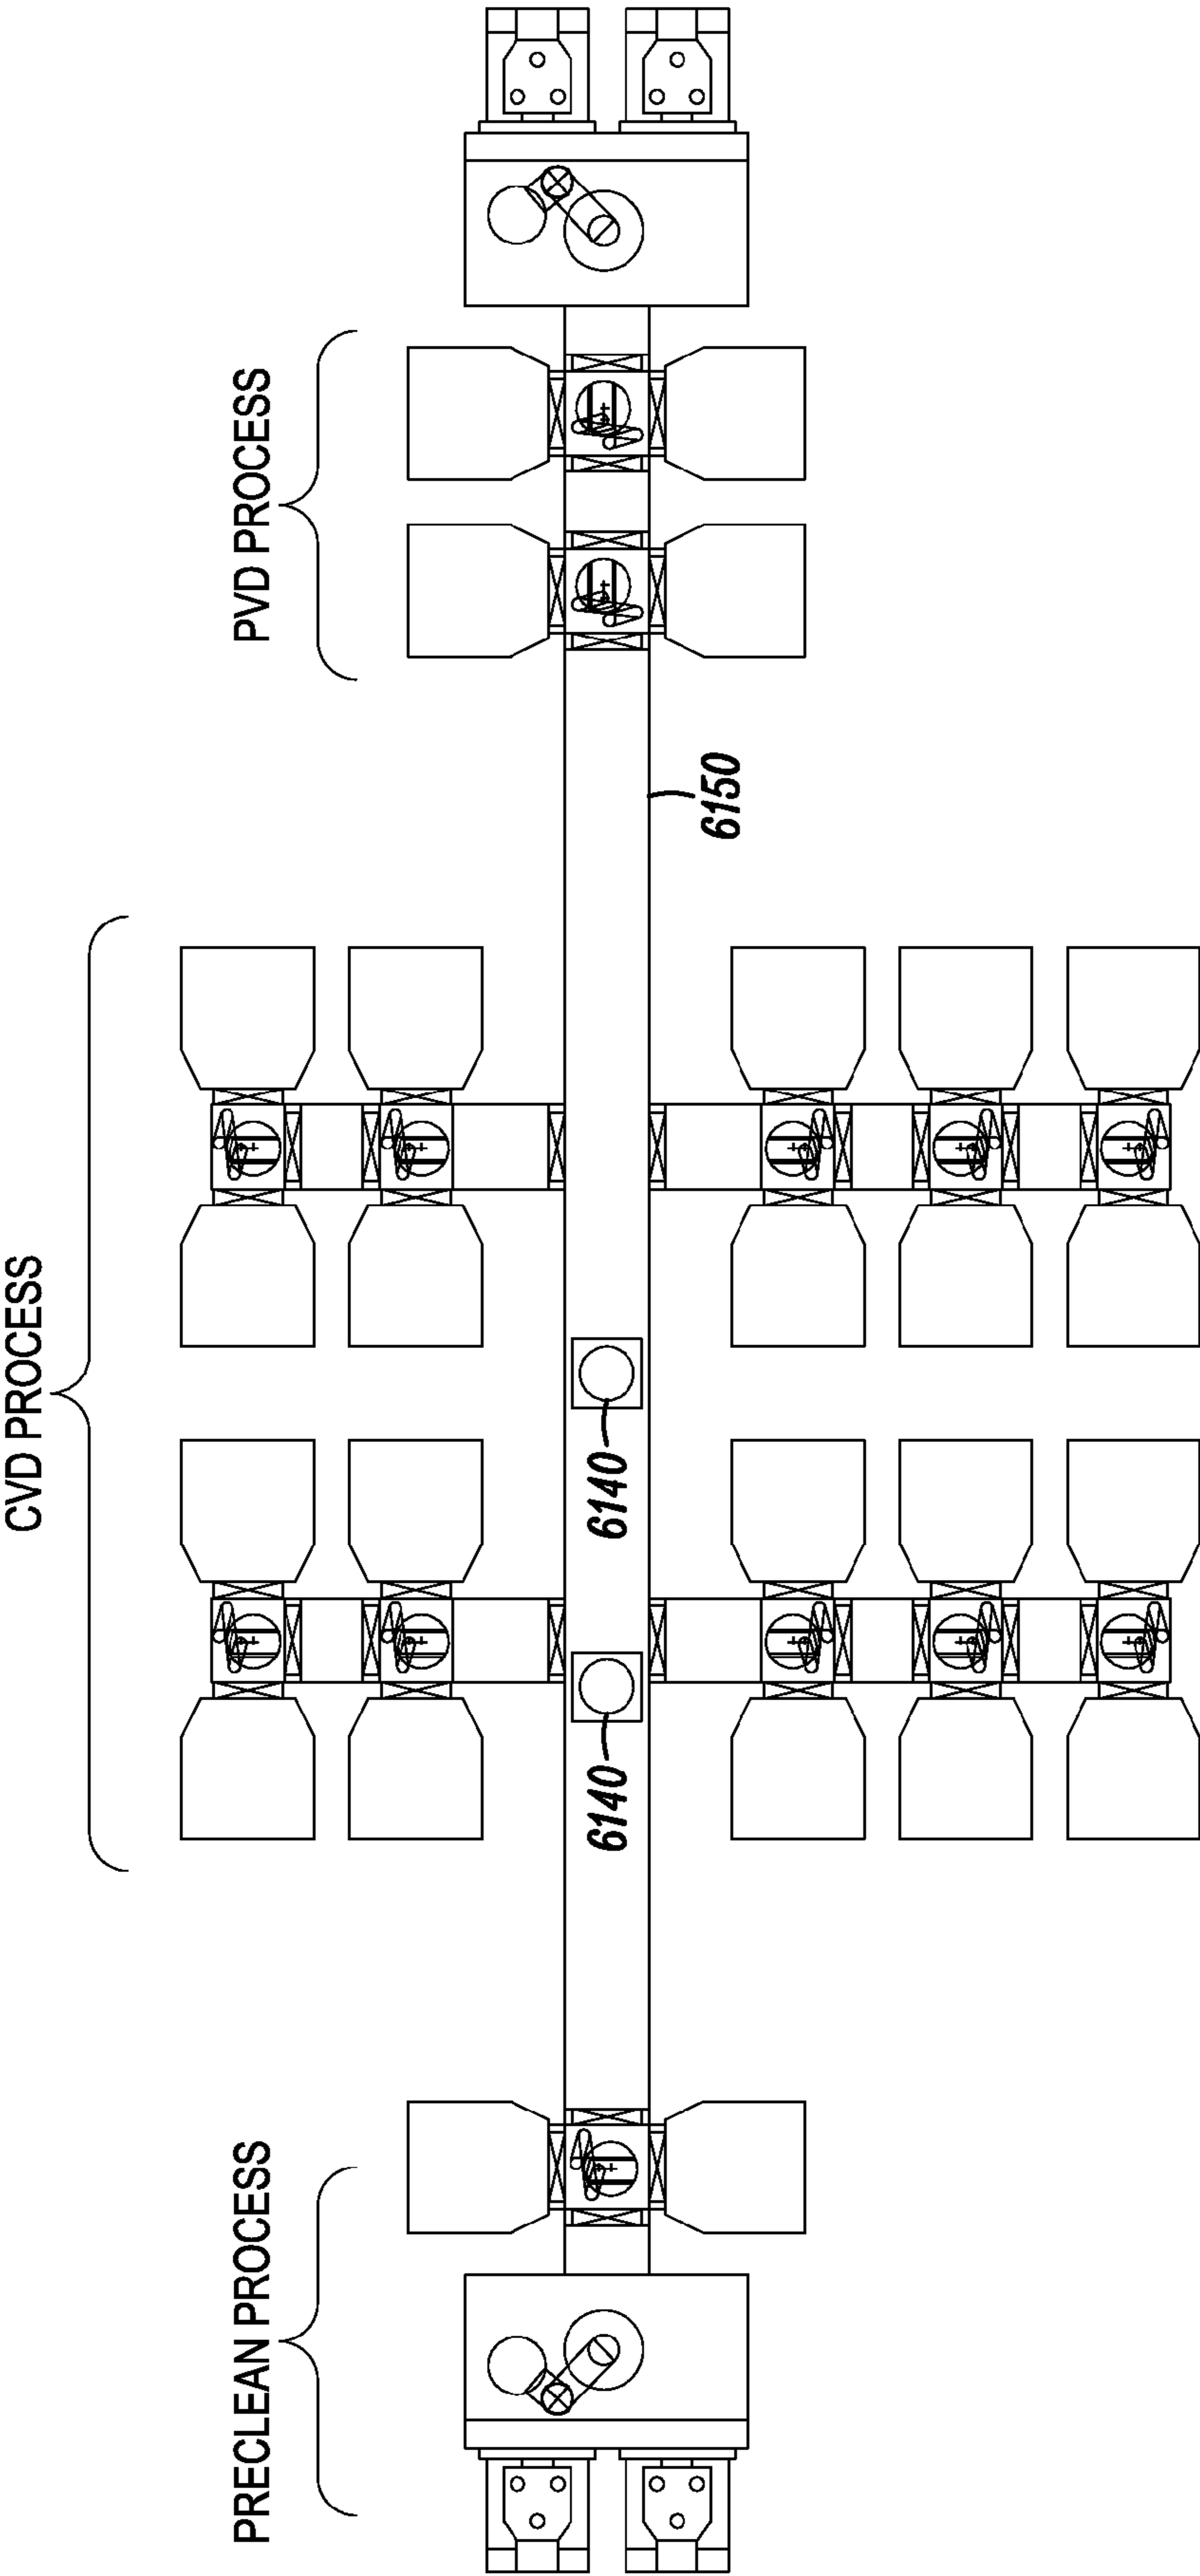 PRECLEAN PROCESS
CVD PROCESS
PVD PROCESS
6140
6140
6150